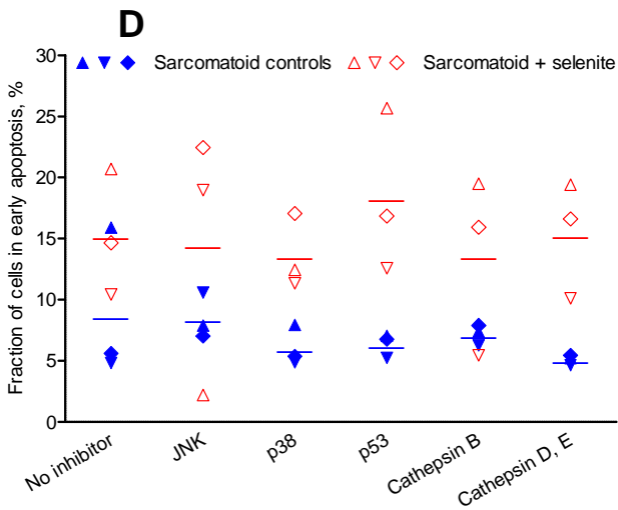 D
Sarcomatoid controls
Sarcomatoid + selenite
Fraction of cells in early apoptosis, %
30
25
20
15
10
5
0
No inhibitor
JNK
p38
p53
Cathepsin B
Cathepsin D, E